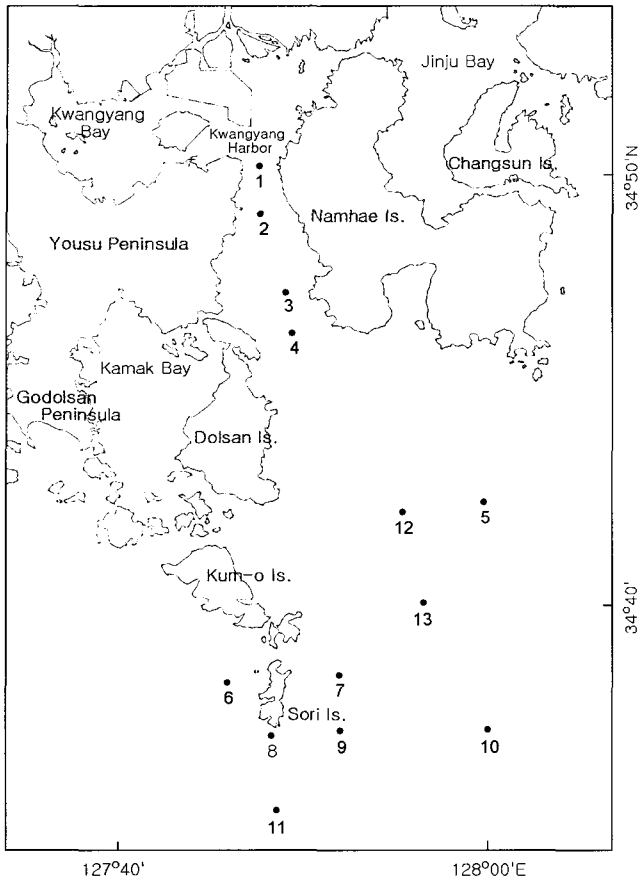 Jinju Bay
Kwangyang
Bay
Kwangyang
Harbor
Changsun Is.
34°50'N
1
Namhae Is.
2
Yousu Peninsula
3
4
Kamak Bay
Godolsan
Peninsula
Dolsan Is.
12
5
Kum-o Is.
34°40'
13
6
7
Sori Is.
8
9
10
11
127°40'
128°00'E